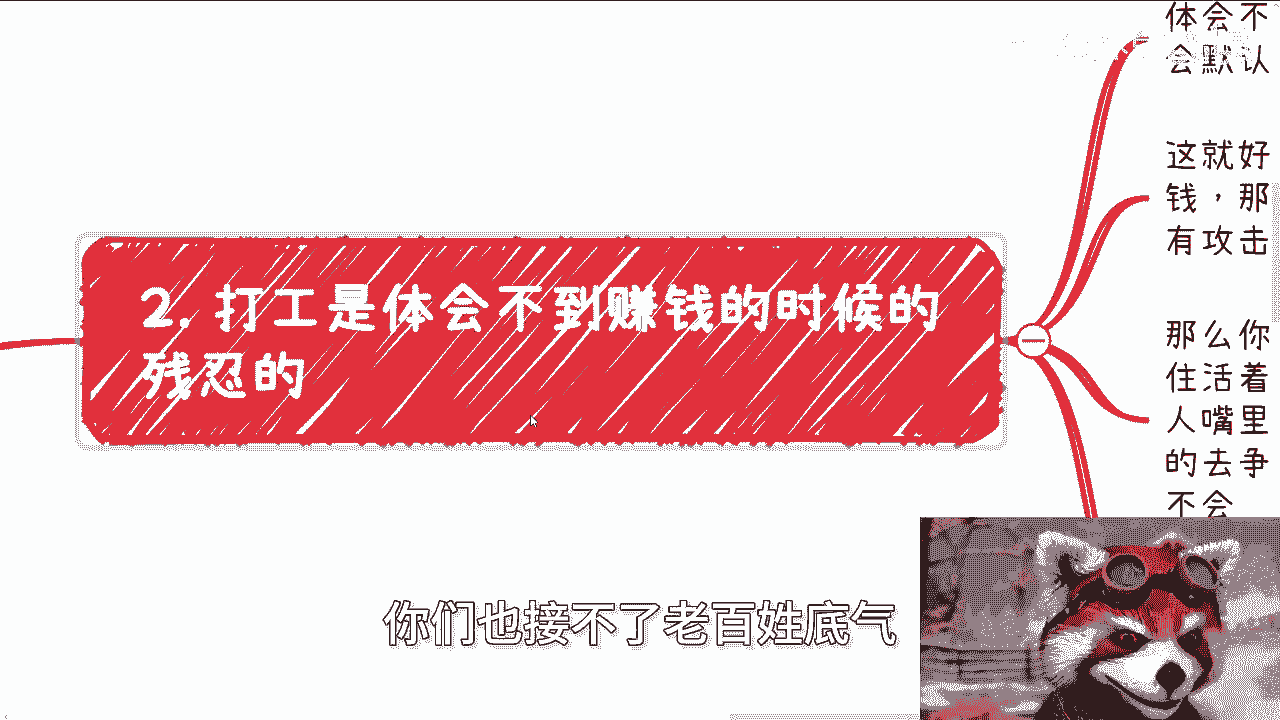 体会不
会默认
这就好
钱，那
有攻击
2. 打工是体会不到赚钱的时候的
残忍的
那么你
住活着
人嘴里
的去争
不会
你们也接不了老百姓底气